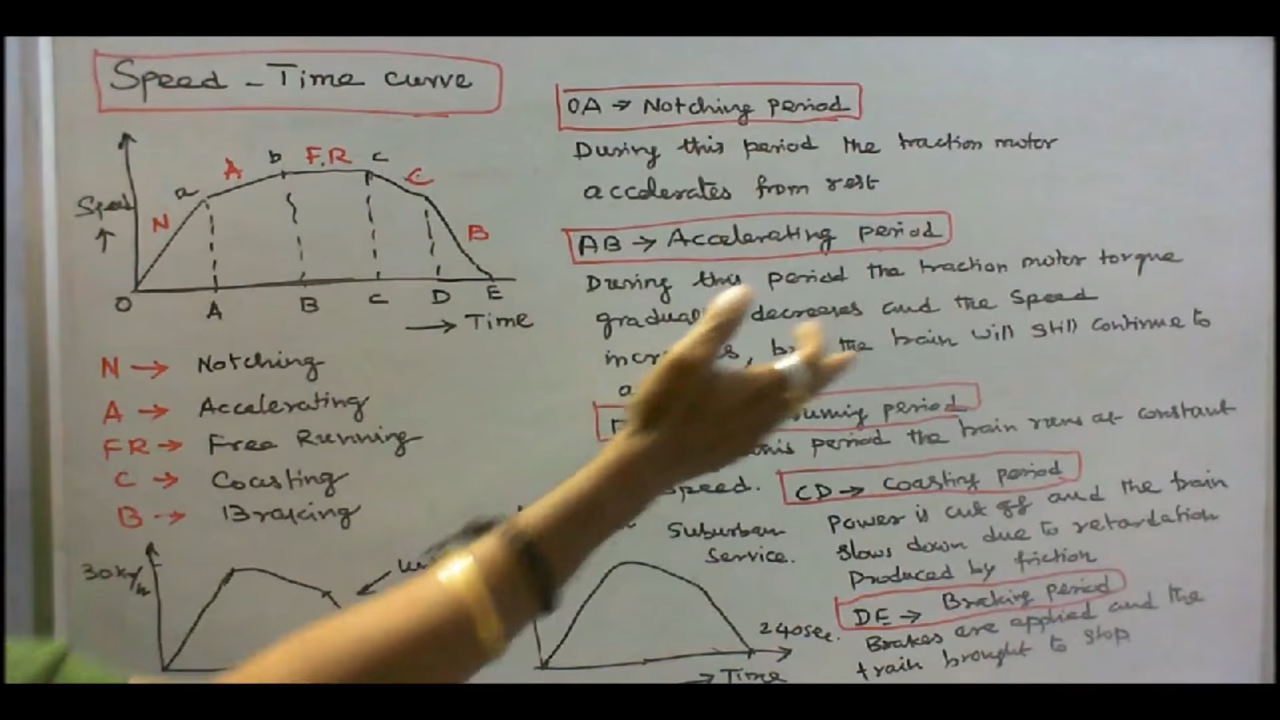 Speed - Time curve
Speed
N
a
A
b
F.R
c
C
B
O
A
B
C
D
E
Time
N → Notching
A → Accelerating
FR → Free Running
C → Coasting
B → Braking
30
OA → Notching period
During this period the traction motor
accelerates from rest
AB → Accelerating period
During this period the traction motor torque
decreases and the speed
, the train will still continue to
period
this period the train runs at constant
speed.
CD → Coasting period
Power is cut off and the train
slows down due to retardation
produced by friction
DE → Braking period
Brakes are applied and the
train brought to stop
Suburban
Service.
240sec.
→ Time